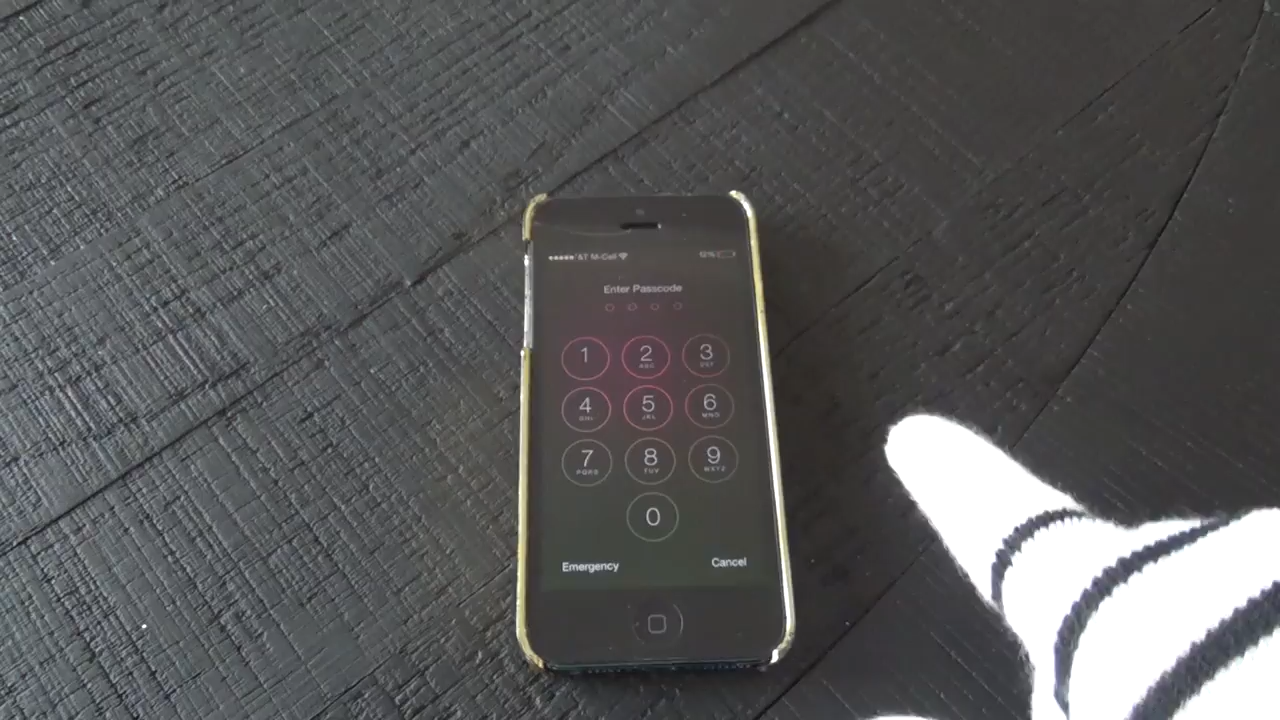 AT&T M-Cell 12%
Enter Passcode
1 2 3
ABC DEF
4 5 6
GHI JKL MNO
7 8 9
PQRS TUV WXYZ
0
Emergency Cancel